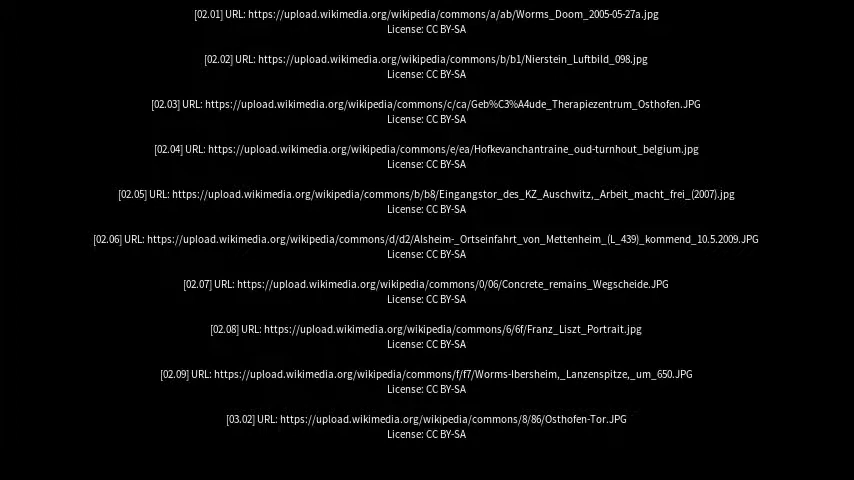 [02.01] URL: https://upload.wikimedia.org/wikipedia/commons/a/ab/Worms_Doom_2005-05-27a.jpg
License: CC BY-SA
[02.02] URL: https://upload.wikimedia.org/wikipedia/commons/b/b1/Nierstein_Luftbild_098.jpg
License: CC BY-SA
[02.03] URL: https://upload.wikimedia.org/wikipedia/commons/c/ca/Geb%C3%A4ude_Therapiezentrum_Osthofen.JPG
License: CC BY-SA
[02.04] URL: https://upload.wikimedia.org/wikipedia/commons/e/ea/Hofkevanchantraine_oud-turnhout_belgium.jpg
License: CC BY-SA
[02.05] URL: https://upload.wikimedia.org/wikipedia/commons/b/b8/Eingangstor_des_KZ_Auschwitz,_Arbeit_macht_frei_(2007).jpg
License: CC BY-SA
[02.06] URL: https://upload.wikimedia.org/wikipedia/commons/d/d2/Alsheim-_Ortseinfahrt_von_Mettenheim_(L_439)_kommend_10.5.2009.JPG
License: CC BY-SA
[02.07] URL: https://upload.wikimedia.org/wikipedia/commons/0/06/Concrete_remains_Wegscheide.JPG
License: CC BY-SA
[02.08] URL: https://upload.wikimedia.org/wikipedia/commons/6/6f/Franz_Liszt_Portrait.jpg
License: CC BY-SA
[02.09] URL: https://upload.wikimedia.org/wikipedia/commons/f/f7/Worms-Ibersheim,_Lanzenspitze,_um_650.JPG
License: CC BY-SA
[03.02] URL: https://upload.wikimedia.org/wikipedia/commons/8/86/Osthofen-Tor.JPG
License: CC BY-SA